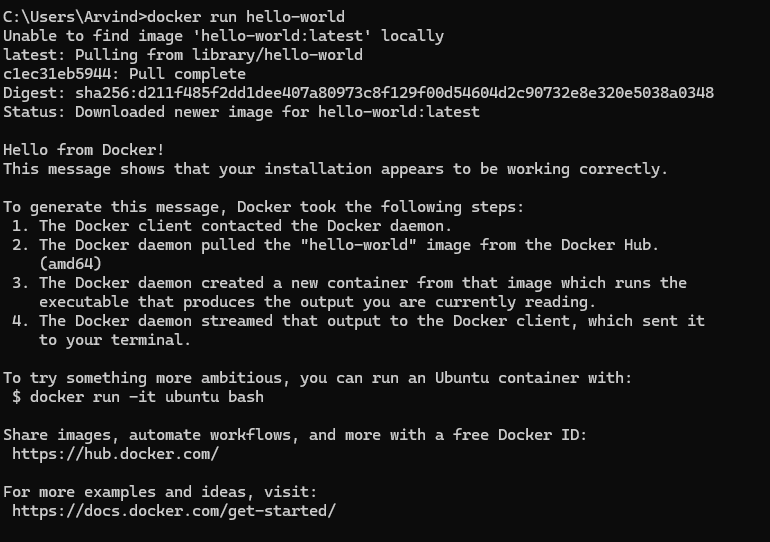 C:\Users\Arvind>docker run hello-world
Unable to find image 'hello-world:latest' locally
latest: Pulling from library/hello-world
c1ec31eb5944: Pull complete
Digest: sha256:d211f485f2dd1dee407a80973c8f129f00d54604d2c90732e8e320e5038a0348
Status: Downloaded newer image for hello-world:latest
Hello from Docker!
This message shows that your installation appears to be working correctly.
To generate this message, Docker took the following steps:
1. The Docker client contacted the Docker daemon.
2. The Docker daemon pulled the "hello-world" image from the Docker Hub.
(amd64)
3. The Docker daemon created a new container from that image which runs the
executable that produces the output you are currently reading.
4. The Docker daemon streamed that output to the Docker client, which sent it
to your terminal.
To try something more ambitious, you can run an Ubuntu container with:
$ docker run -it ubuntu bash
Share images, automate workflows, and more with a free Docker ID:
https://hub.docker.com/
For more examples and ideas, visit:
https://docs.docker.com/get-started/